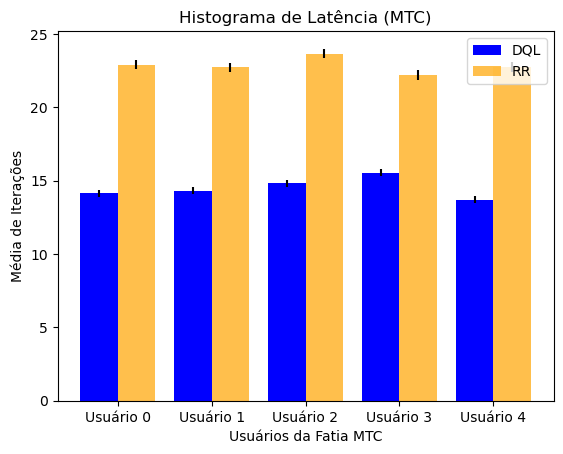 Histograma de Latência (MTC)
DQL
RR
25
20
15
10
5
0
Média de Iterações
Usuário 0
Usuário 1
Usuário 2
Usuário 3
Usuário 4
Usuários da Fatia MTC